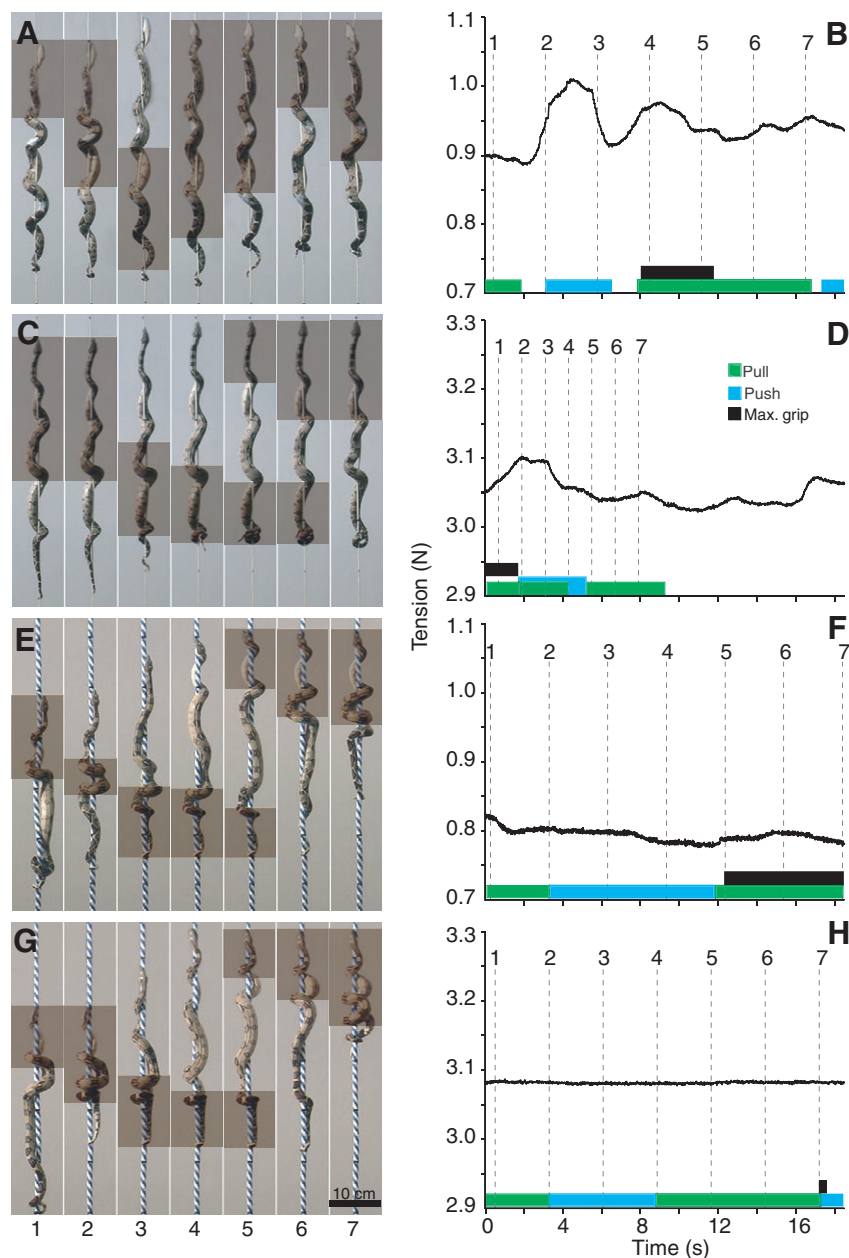 A
B
1.1
1.0
0.9
0.8
0.7
1 2 3 4 5 6 7
C
D
3.3
3.2
3.1
3.0
2.9
1 2 3 4 5 6 7
Pull
Push
Max. grip
Tension (N)
E
F
1.1
1.0
0.9
0.8
0.7
1 2 3 4 5 6 7
G
H
3.3
3.2
3.1
3.0
2.9
1 2 3 4 5 6 7
10 cm
1 2 3 4 5 6 7
0 4 8 12 16
Time (s)